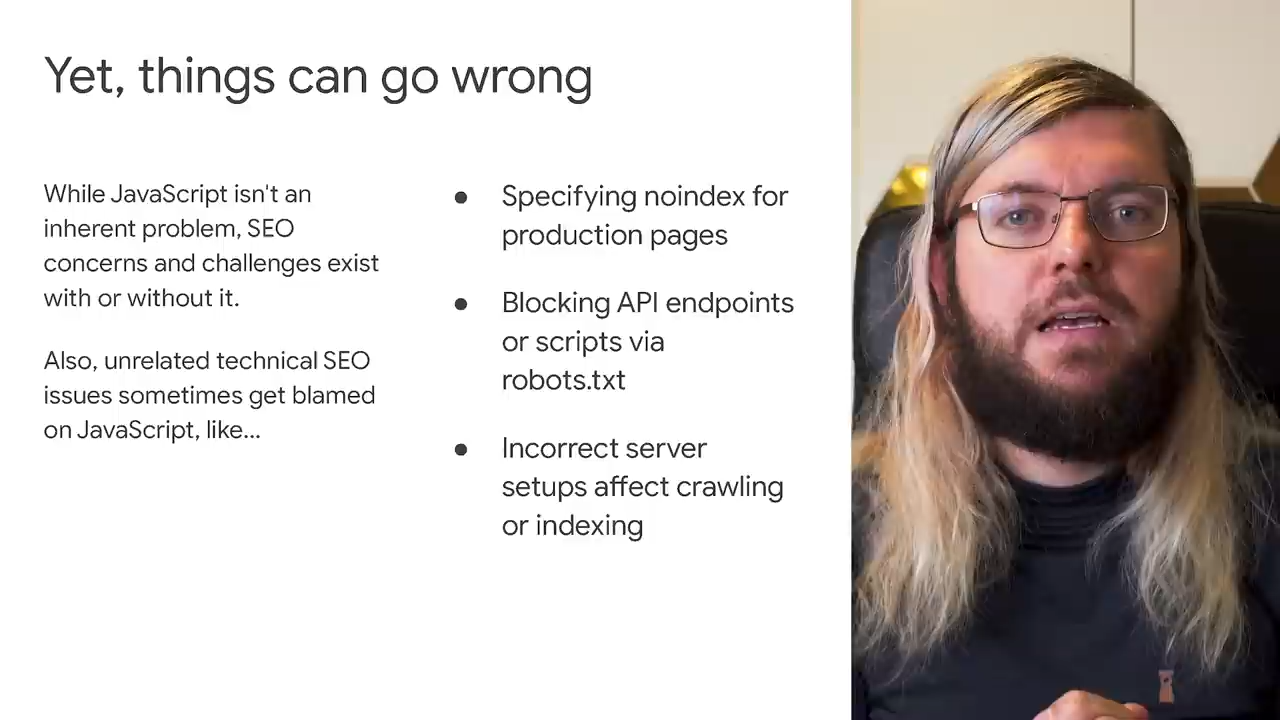 Yet, things can go wrong
While JavaScript isn't an
inherent problem, SEO
concerns and challenges exist
with or without it.
Also, unrelated technical SEO
issues sometimes get blamed
on JavaScript, like...
● Specifying noindex for
production pages
● Blocking API endpoints
or scripts via
robots.txt
● Incorrect server
setups affect crawling
or indexing